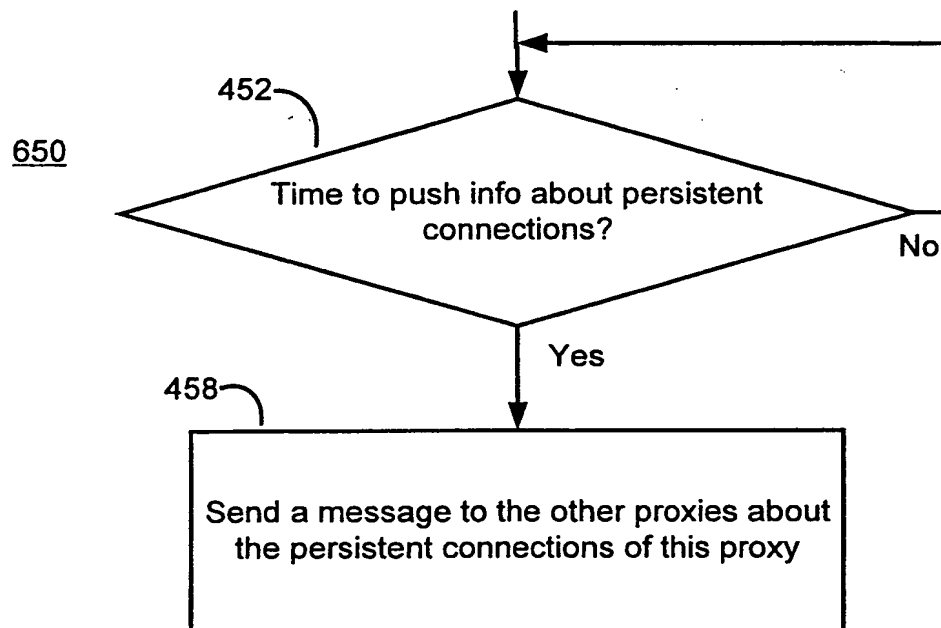 452
650
Time to push info about persistent
connections?
No
Yes
458
Send a message to the other proxies about
the persistent connections of this proxy